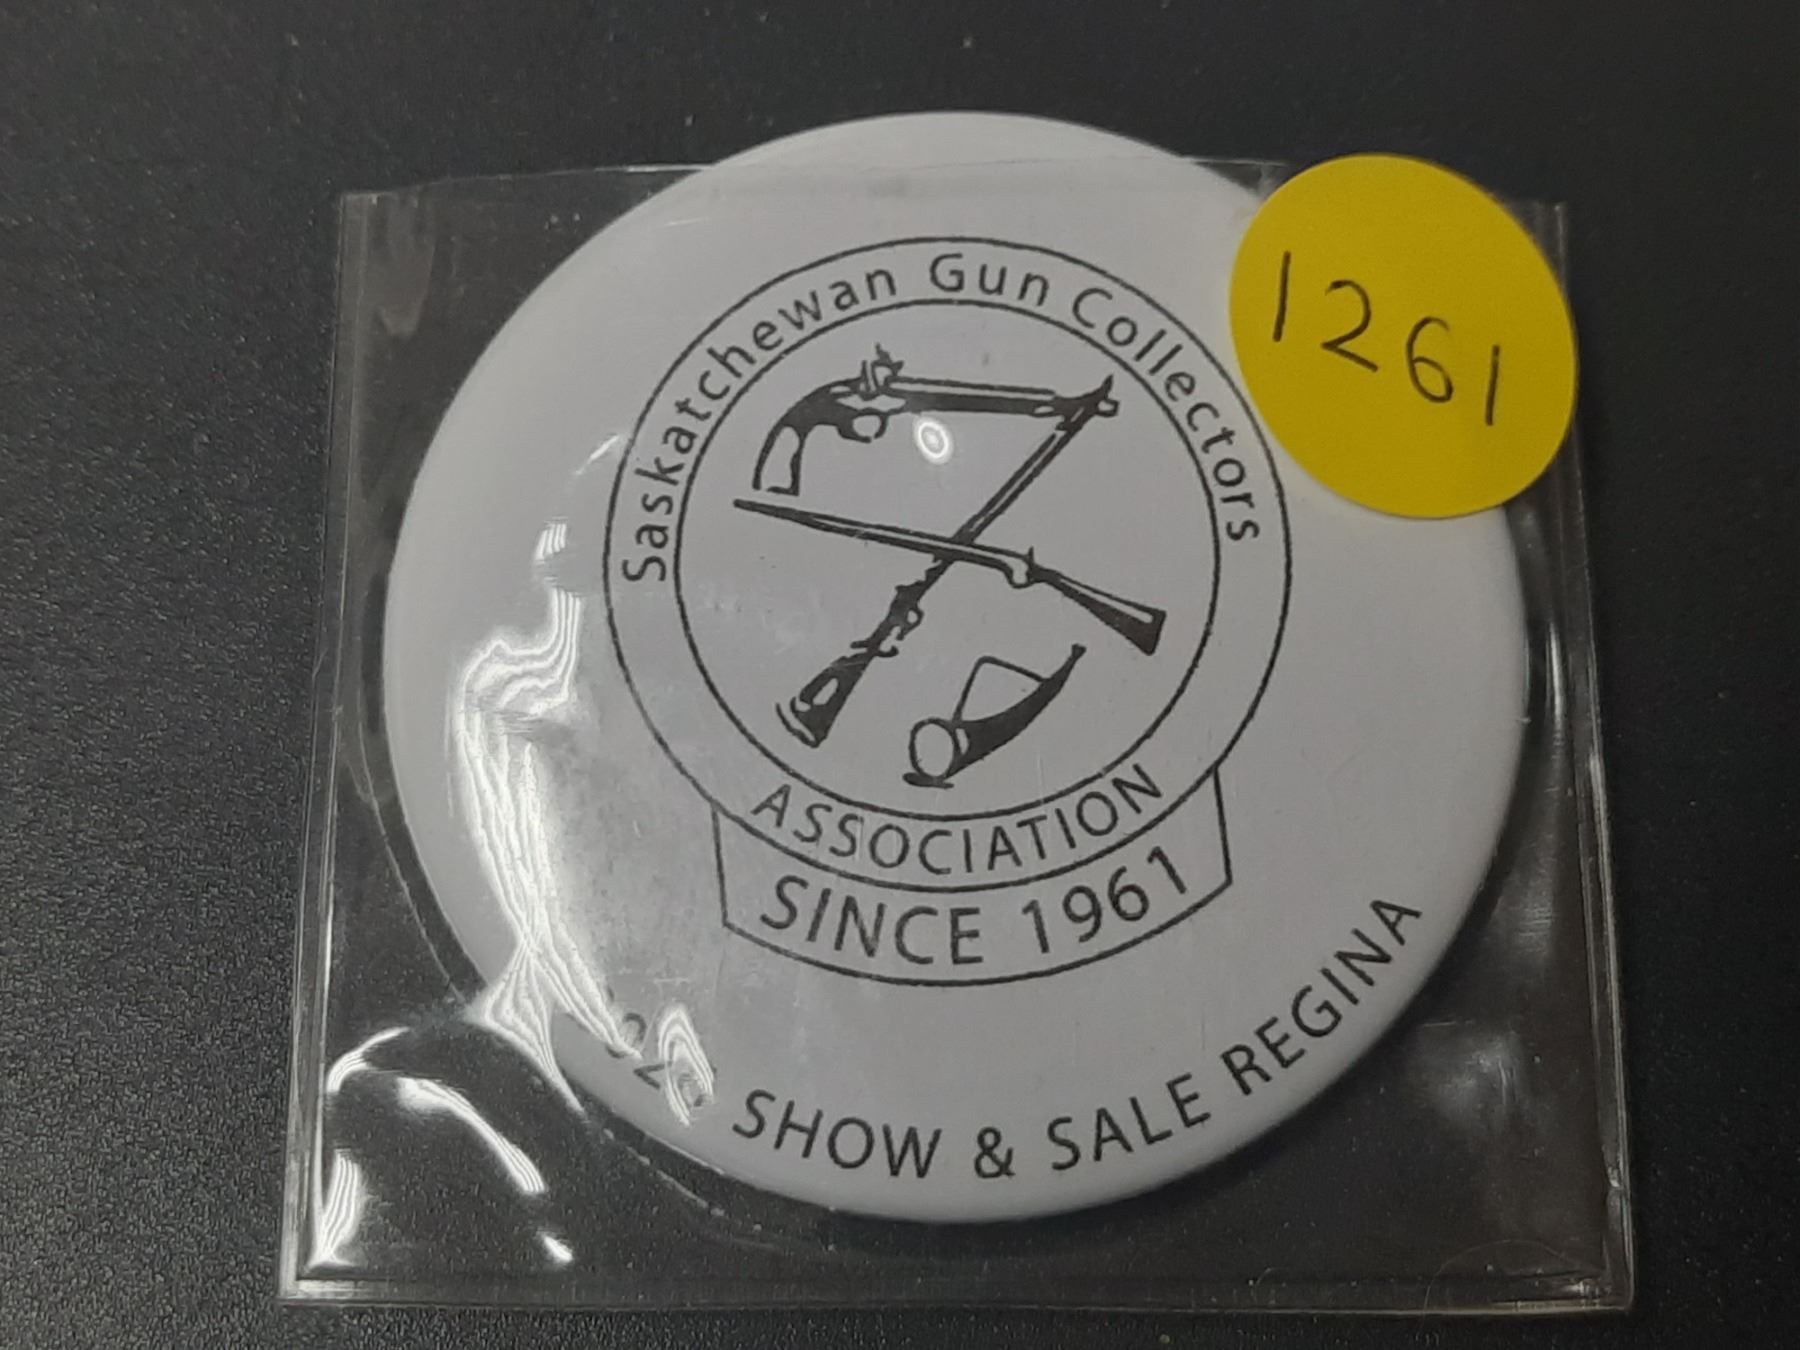 Saskatchewan Gun Collectors
ASSOCIATION
SINCE 1961
SHOW & SALE REGINA
1261